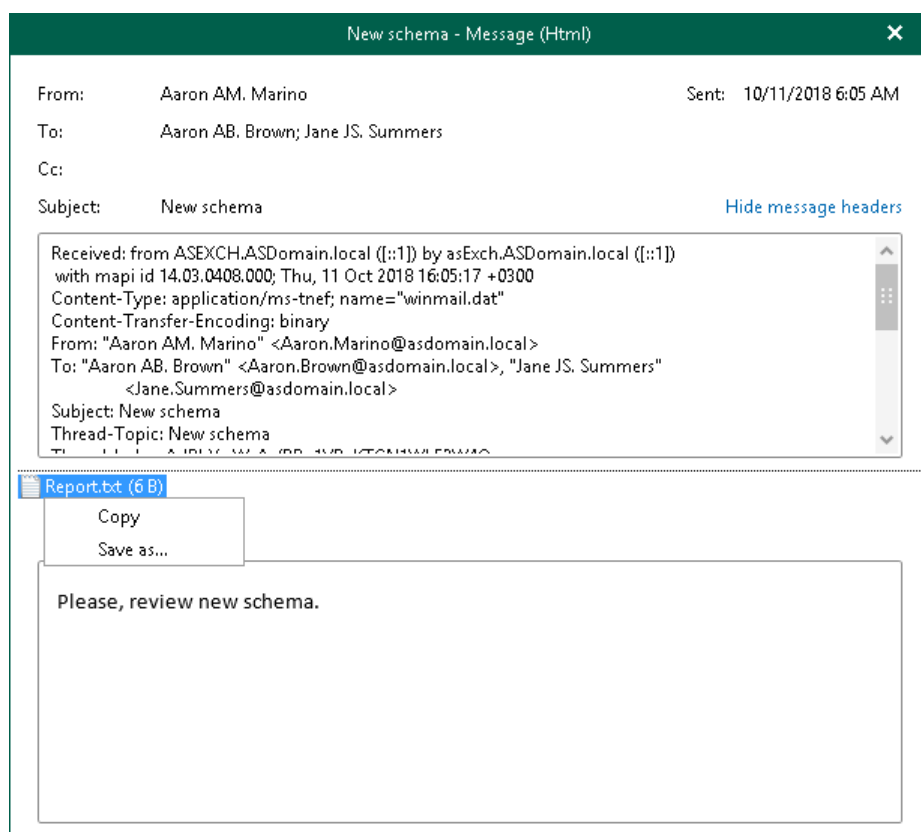 New schema - Message (Html)
From: Aaron AM. Marino Sent: 10/11/2018 6:05 AM
To: Aaron AB. Brown; Jane JS. Summers
Cc:
Subject: New schema Hide message headers
Received: from ASEXCH.ASDomain.local ([::1]) by asExch.ASDomain.local ([::1])
with mapi id 14.03.0408.000; Thu, 11 Oct 2018 16:05:17 +0300
Content-Type: application/ms-tnef; name="winmail.dat"
Content-Transfer-Encoding: binary
From: "Aaron AM. Marino" <Aaron.Marino@asdomain.local>
To: "Aaron AB. Brown" <Aaron.Brown@asdomain.local>, "Jane JS. Summers"
<Jane.Summers@asdomain.local>
Subject: New schema
Thread-Topic: New schema
Report.txt (6 B)
Copy
Save as...
Please, review new schema.